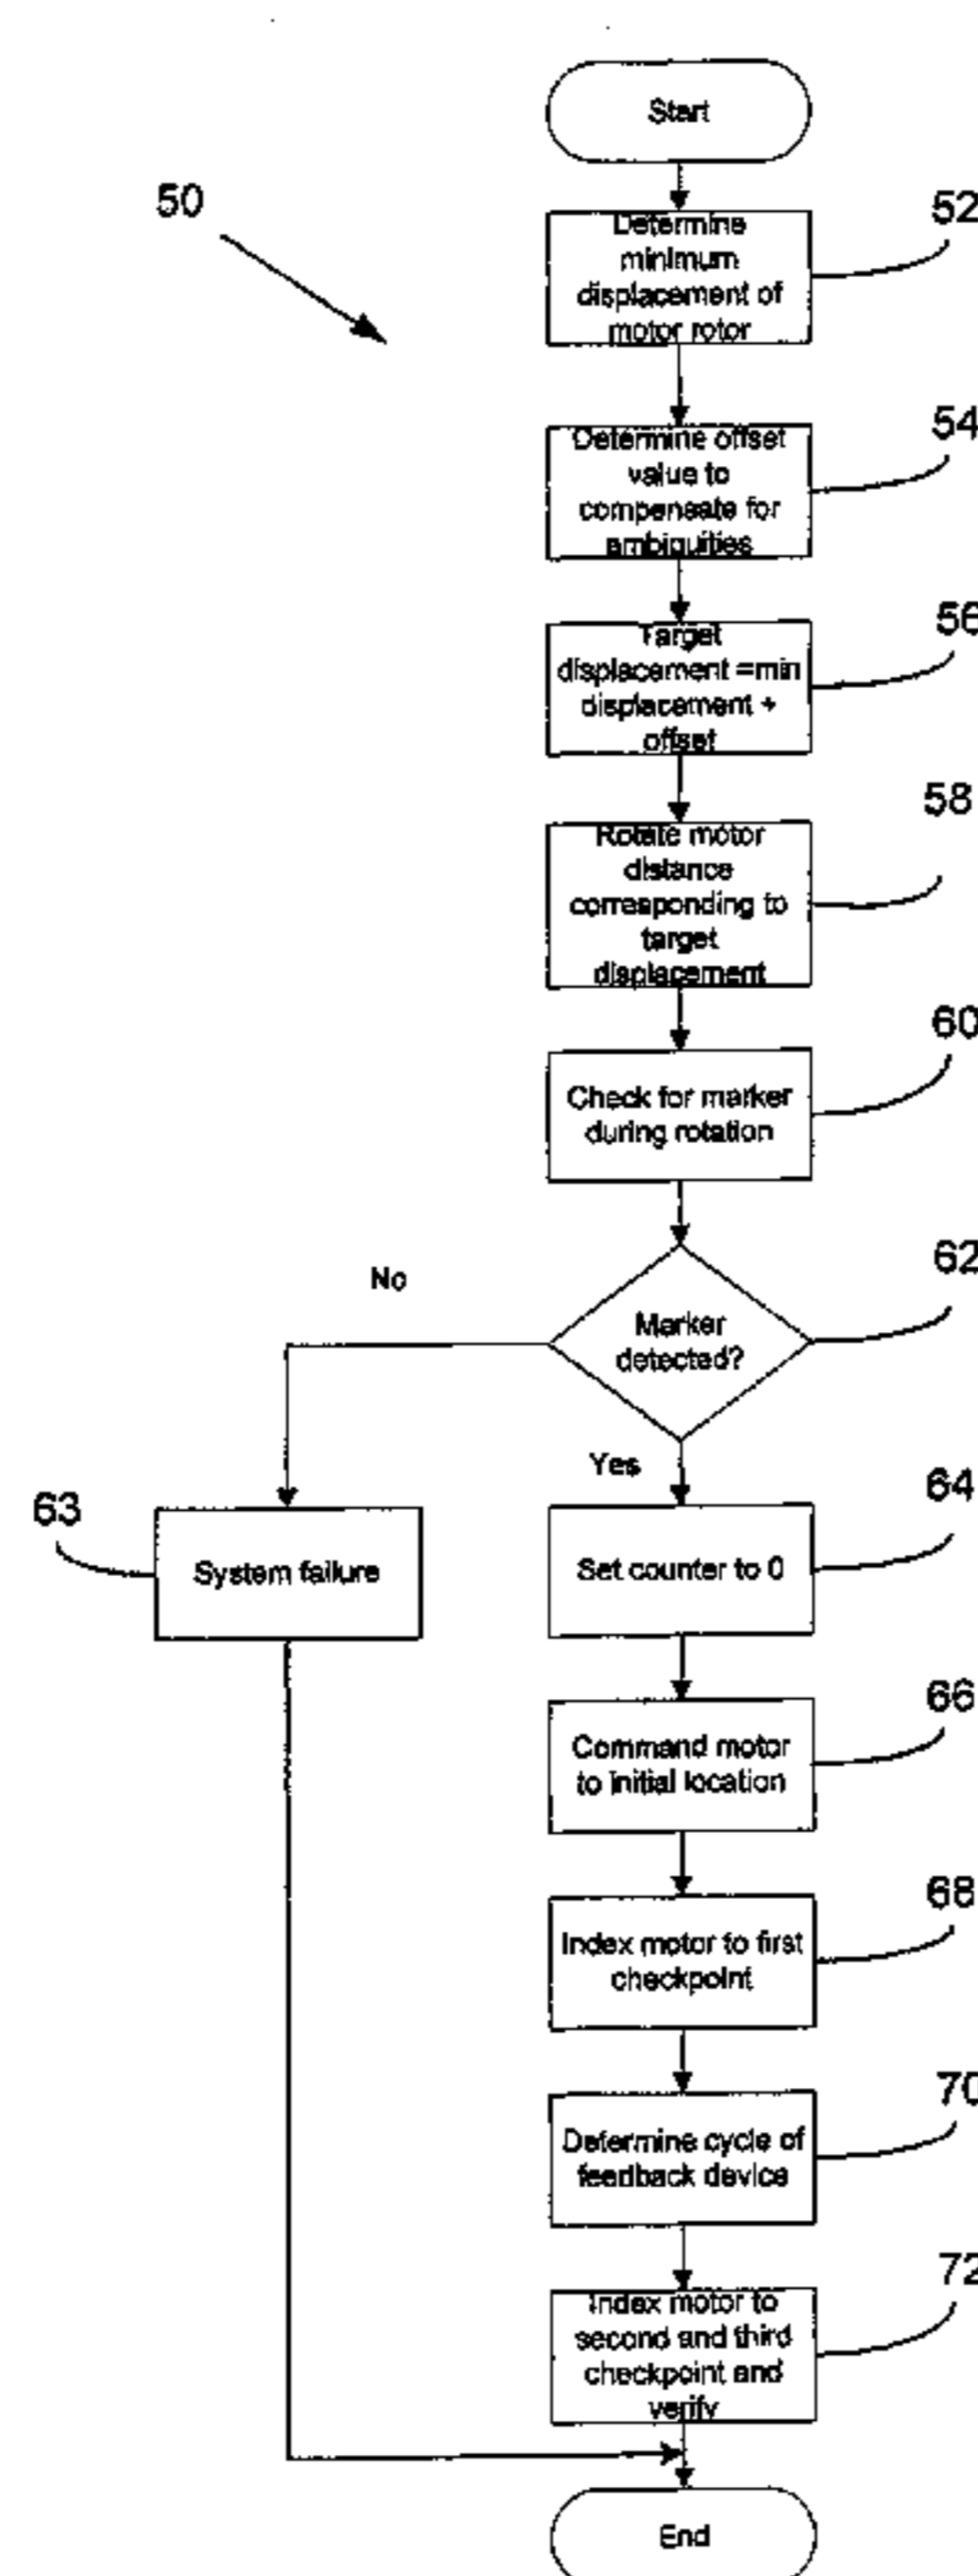 Start
50
52
Determine
minimum
displacement of
motor rotor
54
Determine offset
value to
compensate for
ambiguities
56
Target
displacement =min
displacement +
offset
58
Rotate motor
distance
corresponding to
target
displacement
60
Check for marker
during rotation
62
No
Marker
detected?
Yes
63
System failure
64
Set counter to 0
66
Command motor
to initial location
68
Index motor to first
checkpoint
70
Determine cycle of
feedback device
72
Index motor to
second and third
checkpoint and
verify
End